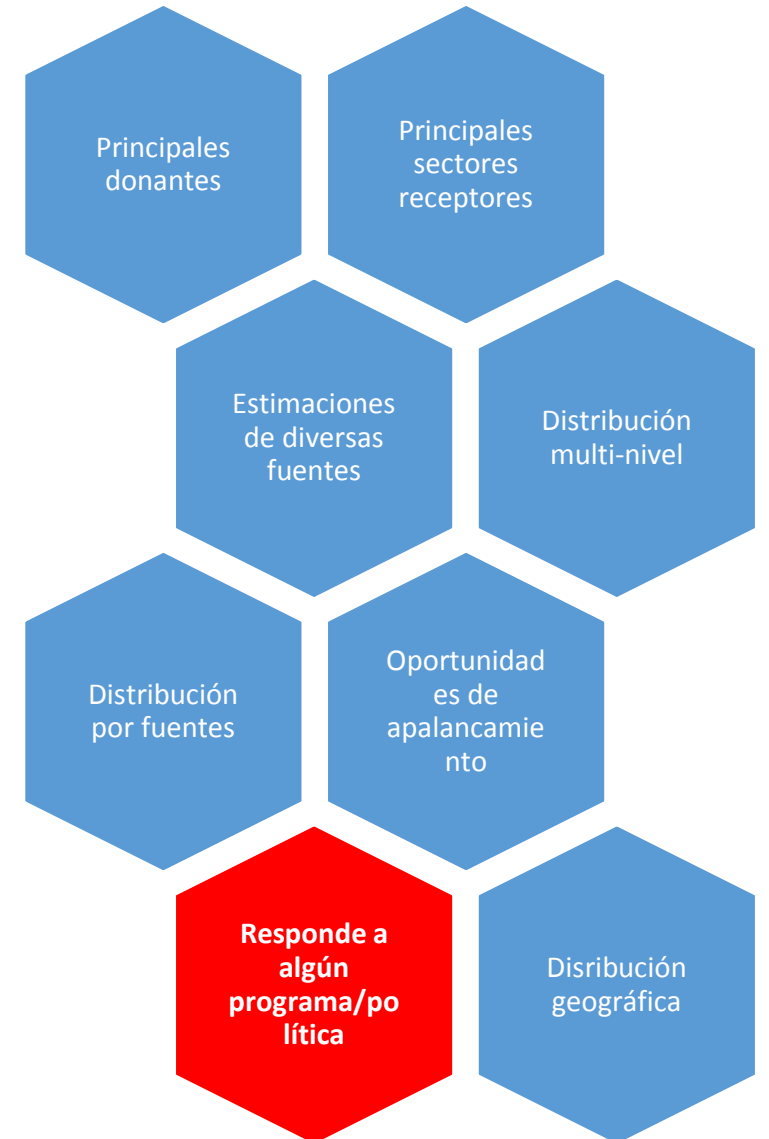 Principales
donantes
Principales
sectores
receptores
Estimaciones
de diversas
fuentes
Distribución
multi-nivel
Distribución
por fuentes
Oportunidad
es de
apalancamie
nto
Responde a
algún
programa/po
lítica
Disribución
geográfica